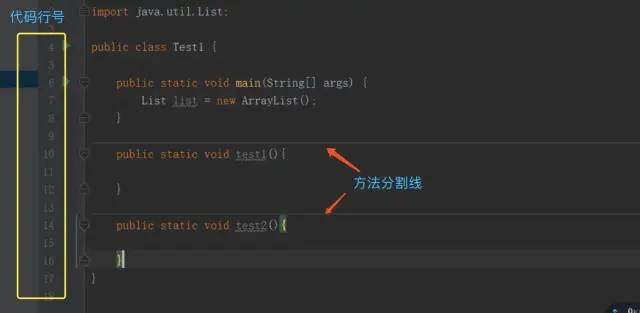 代码行号
import java.util.List;
4 public class Test1 {
6 public static void main(String[] args) {
7 List list = new ArrayList();
8 }
9
10 public static void test1(){
11
方法分割线
12 }
13
14 public static void test2(){
15
16 }
17 }
18